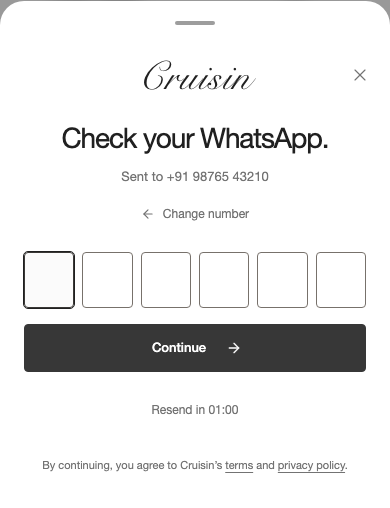 Cruisin
Check your WhatsApp.
Sent to +91 98765 43210
Change number
Continue
Resend in 01:00
By continuing, you agree to Cruisin's terms and privacy policy.